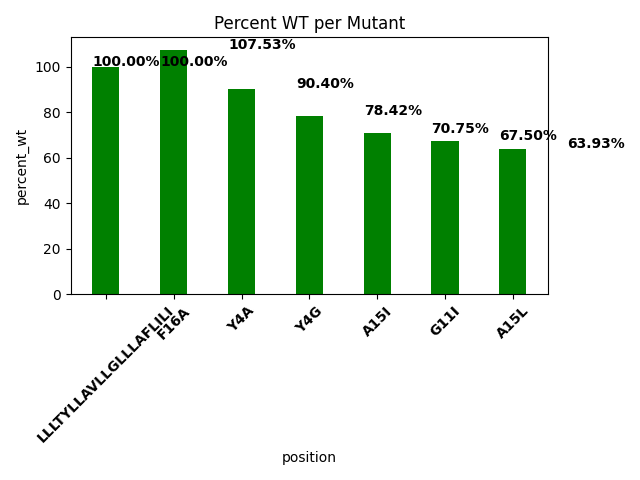 Percent WT per Mutant
107.53%
100.00% 100.00%
90.40%
78.42%
70.75%
67.50%
63.93%
percent_wt
100
80
60
40
20
0
LLLTYLLAVLLGLLLAFLILI
F16A
Y4A
Y4G
A15I
G11I
A15L
position